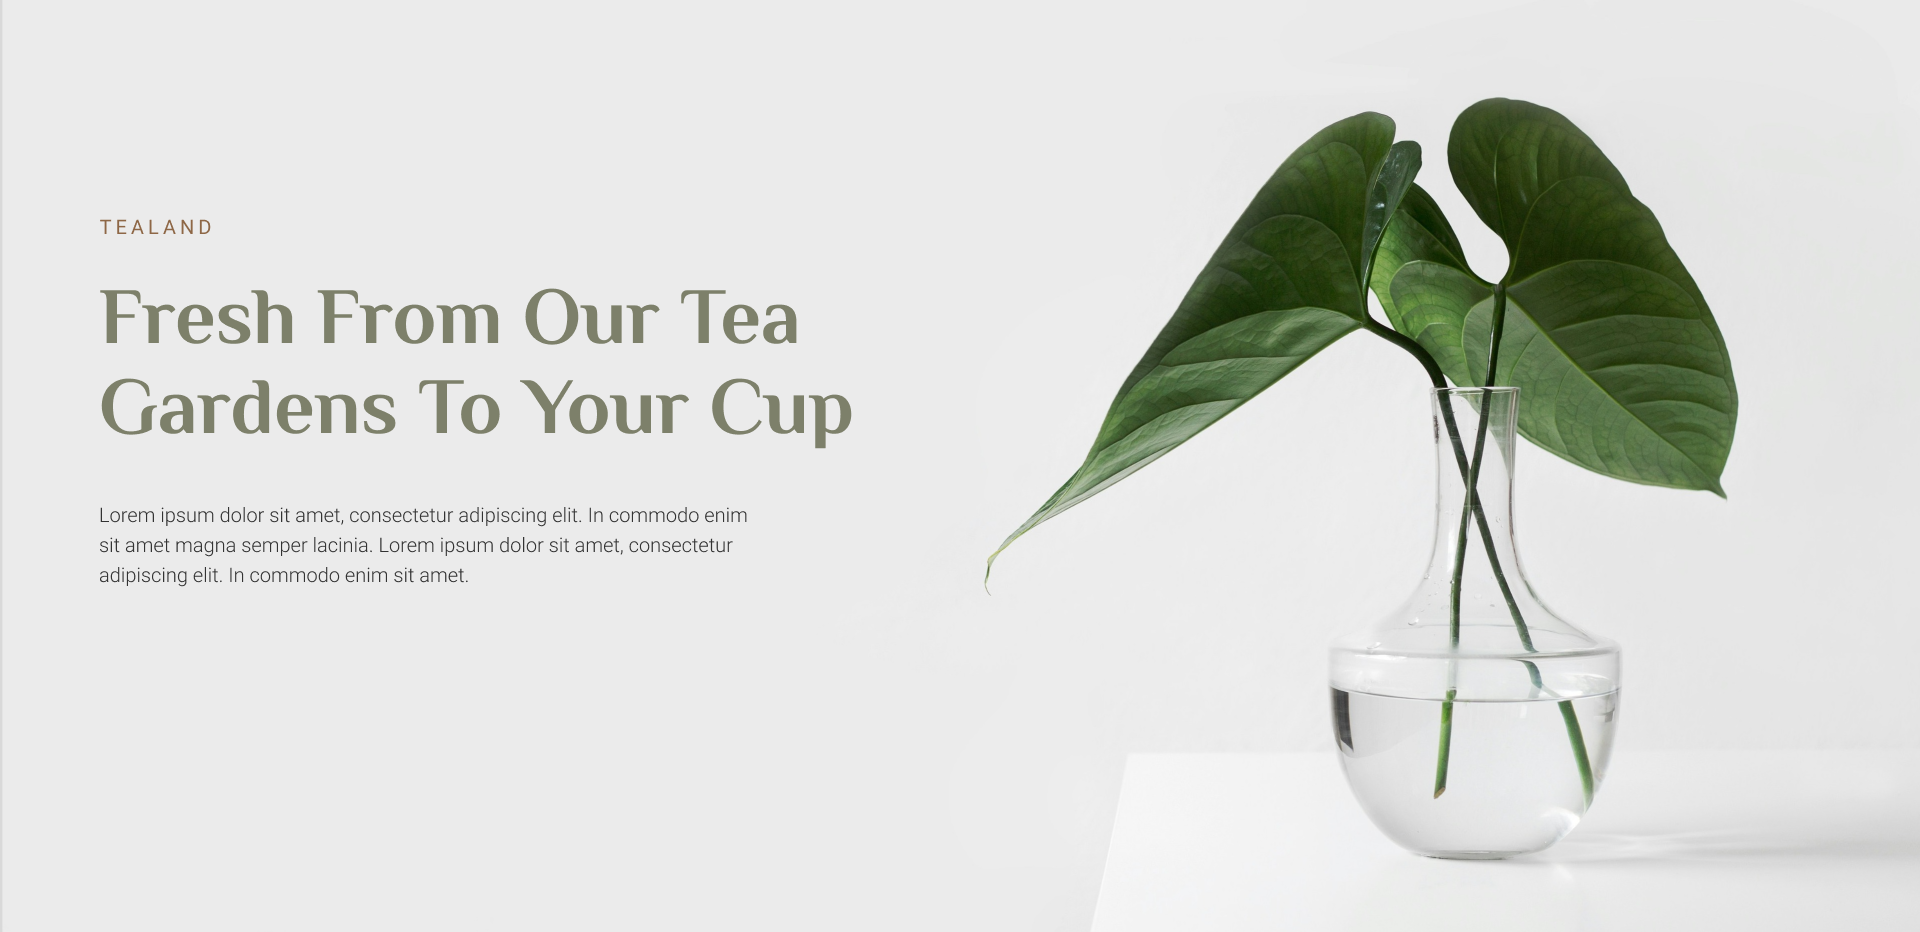 TEALAND
Fresh From Our Tea
Gardens To Your Cup
Lorem ipsum dolor sit amet, consectetur adipiscing elit. In commodo enim
sit amet magna semper lacinia. Lorem ipsum dolor sit amet, consectetur
adipiscing elit. In commodo enim sit amet.